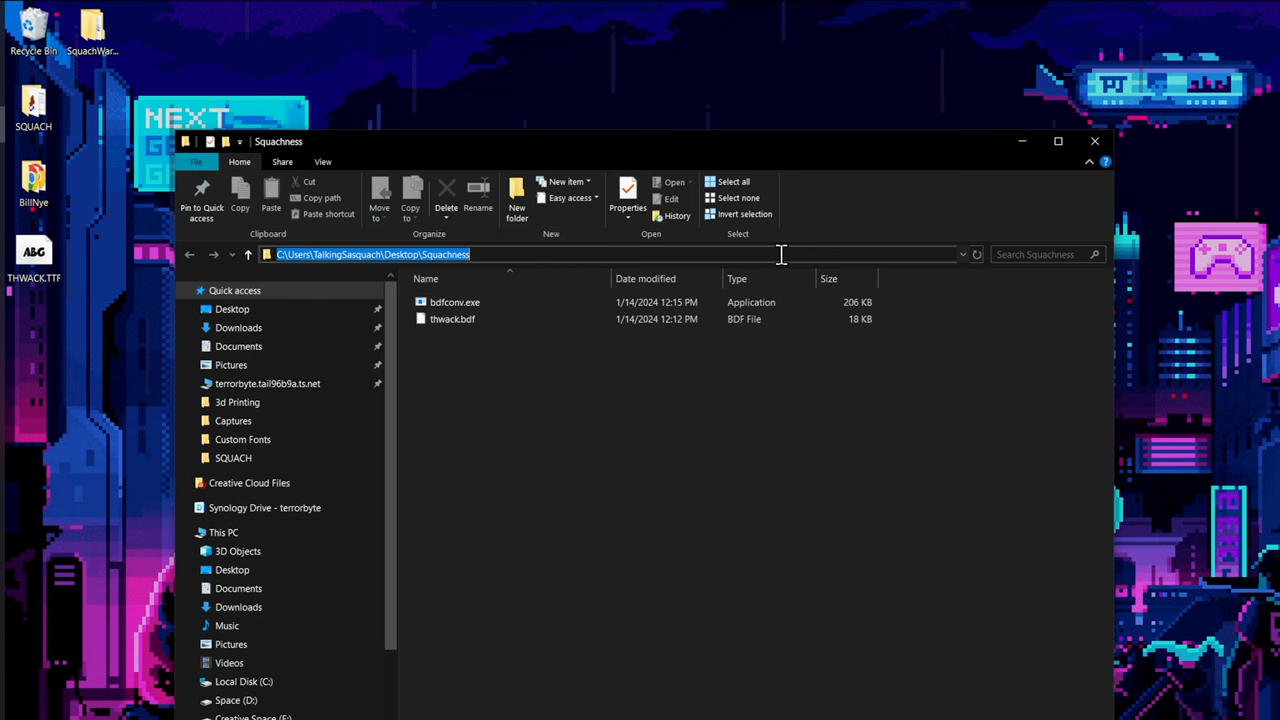 Recycle Bin
SquachWar...
SQUACH
BillNye
ABG
THWACK.TTF
NEXT
Squachness
File
Home
Share
View
Pin to Quick
access
Copy
Paste
Cut
Copy path
Paste shortcut
Clipboard
Move
to
Copy
to
Delete
Rename
Organize
New
folder
New item
Easy access
New
Properties
Open
Edit
History
Open
Select all
Select none
Invert selection
Select
C:\Users\TalkingSasquach\Desktop\Squachness
Search Squachness
Name
Date modified
Type
Size
bdfconv.exe
1/14/2024 12:15 PM
Application
206 KB
thwack.bdf
1/14/2024 12:12 PM
BDF File
18 KB
Quick access
Desktop
Downloads
Documents
Pictures
terrorbyte.tail96b9a.ts.net
3d Printing
Captures
Custom Fonts
SQUACH
Creative Cloud Files
Synology Drive - terrorbyte
This PC
3D Objects
Desktop
Documents
Downloads
Music
Pictures
Videos
Local Disk (C:)
Space (D:)
Creative Space (E:)